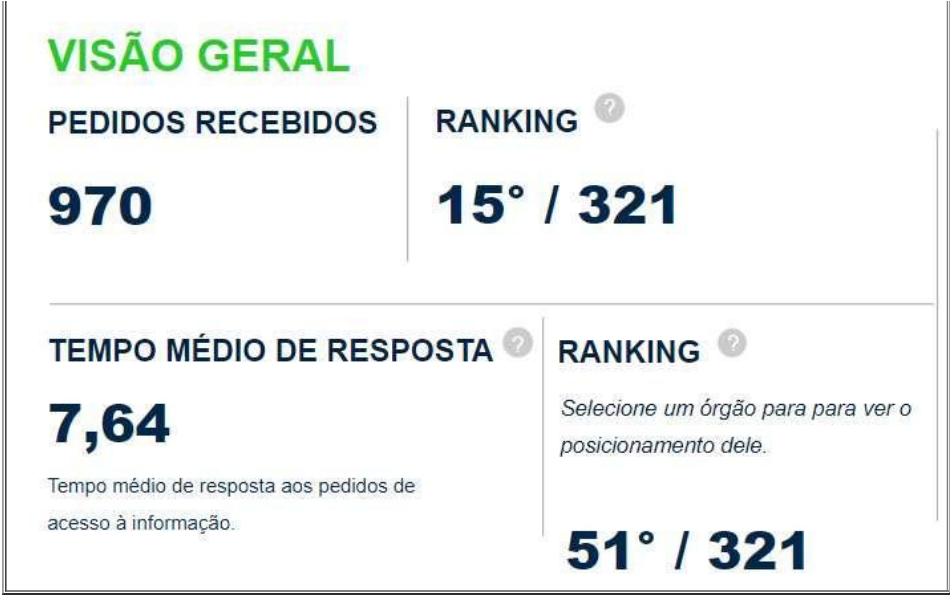 VISÃO GERAL
PEDIDOS RECEBIDOS
970
RANKING ?
15° / 321
TEMPO MÉDIO DE RESPOSTA ?
7,64
Tempo médio de resposta aos pedidos de
acesso à informação.
RANKING ?
Selecione um órgão para para ver o
posicionamento dele.
51° / 321